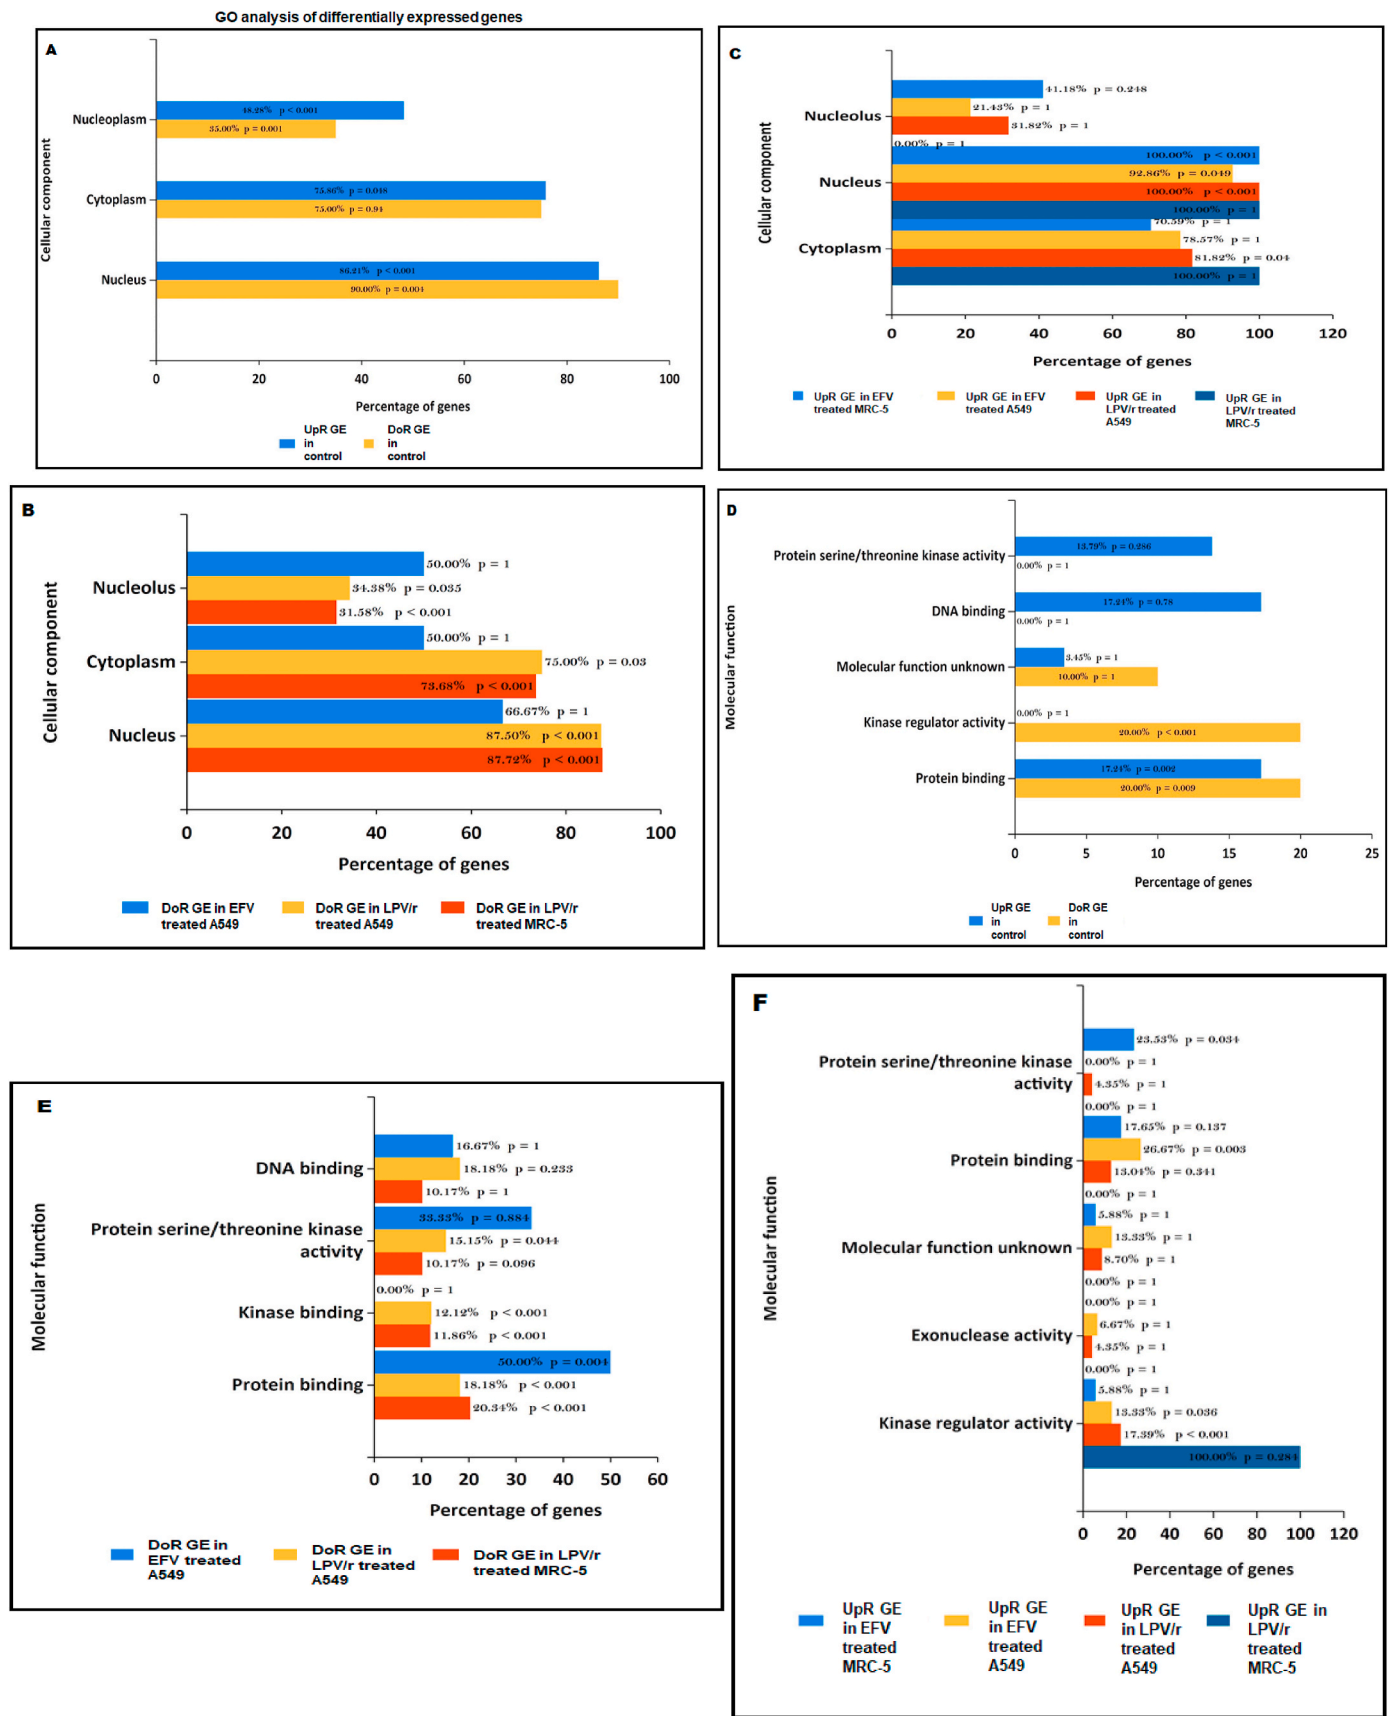 GO analysis of differentially expressed genes
A
Cellular component
Nucleoplasm
48.28% p < 0.001
35.00% p = 0.001
Cytoplasm
75.86% p = 0.048
75.00% p = 0.94
Nucleus
86.21% p < 0.001
90.00% p = 0.004
0 20 40 60 80 100
Percentage of genes
UpR GE in control
DoR GE in control
C
Cellular component
Nucleolus
41.18% p = 0.248
21.43% p = 1
31.82% p = 1
0.00% p = 1
Nucleus
100.00% p < 0.001
92.86% p = 0.049
100.00% p < 0.001
100.00% p = 1
Cytoplasm
70.59% p = 1
78.57% p = 1
81.82% p = 0.04
100.00% p = 1
0 20 40 60 80 100 120
Percentage of genes
UpR GE in EFV treated MRC-5
UpR GE in EFV treated A549
UpR GE in LPV/r treated A549
UpR GE in LPV/r treated MRC-5
B
Cellular component
Nucleolus
50.00% p = 1
34.38% p = 0.035
31.58% p < 0.001
Cytoplasm
50.00% p = 1
75.00% p = 0.03
73.68% p < 0.001
Nucleus
66.67% p = 1
87.50% p < 0.001
87.72% p < 0.001
0 20 40 60 80 100
Percentage of genes
DoR GE in EFV treated A549
DoR GE in LPV/r treated A549
DoR GE in LPV/r treated MRC-5
D
Molecular function
Protein serine/threonine kinase activity
13.79% p = 0.286
0.00% p = 1
DNA binding
17.24% p = 0.78
0.00% p = 1
Molecular function unknown
3.45% p = 1
10.00% p = 1
Kinase regulator activity
0.00% p = 1
20.00% p < 0.001
Protein binding
17.24% p = 0.002
20.00% p = 0.009
0 5 10 15 20 25
Percentage of genes
UpR GE in control
DoR GE in control
E
Molecular function
DNA binding
16.67% p = 1
18.18% p = 0.233
10.17% p = 1
Protein serine/threonine kinase activity
33.33% p = 0.884
15.15% p = 0.044
10.17% p = 0.096
Kinase binding
0.00% p = 1
12.12% p < 0.001
11.86% p < 0.001
Protein binding
50.00% p = 0.004
18.18% p < 0.001
20.34% p < 0.001
0 10 20 30 40 50 60
Percentage of genes
DoR GE in EFV treated A549
DoR GE in LPV/r treated A549
DoR GE in LPV/r treated MRC-5
F
Molecular function
Protein serine/threonine kinase activity
23.53% p = 0.034
0.00% p = 1
4.35% p = 1
0.00% p = 1
Protein binding
17.65% p = 0.137
26.67% p = 0.003
13.04% p = 0.341
0.00% p = 1
Molecular function unknown
5.88% p = 1
13.33% p = 1
8.70% p = 1
0.00% p = 1
Exonuclease activity
0.00% p = 1
6.67% p = 1
4.35% p = 1
0.00% p = 1
Kinase regulator activity
5.88% p = 1
13.33% p = 0.036
17.39% p < 0.001
100.00% p = 0.284
0 20 40 60 80 100 120
Percentage of genes
UpR GE in EFV treated MRC-5
UpR GE in EFV treated A549
UpR GE in LPV/r treated A549
UpR GE in LPV/r treated MRC-5